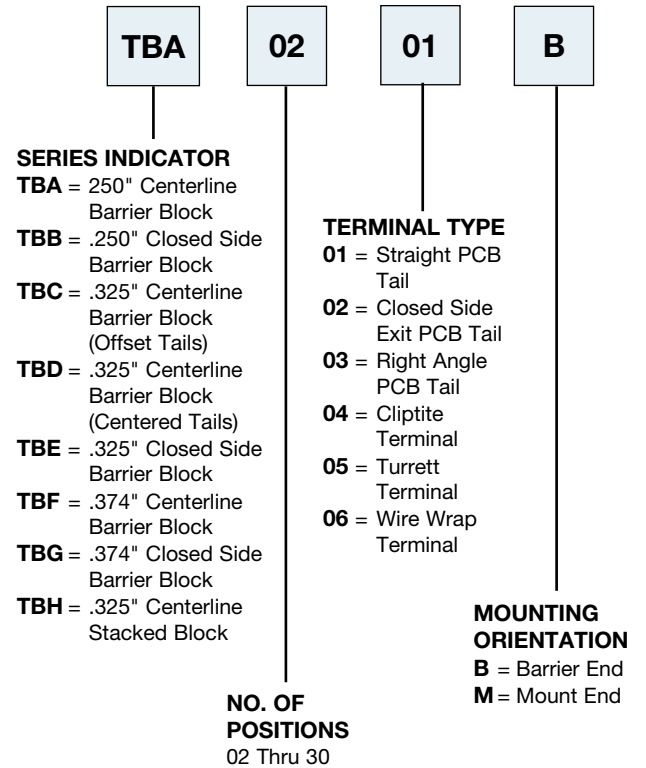 TBA 02 01 B
SERIES INDICATOR
TBA = 250" Centerline
Barrier Block
TBB = .250" Closed Side
Barrier Block
TBC = .325" Centerline
Barrier Block
(Offset Tails)
TBD = .325" Centerline
Barrier Block
(Centered Tails)
TBE = .325" Closed Side
Barrier Block
TBF = .374" Centerline
Barrier Block
TBG = .374" Closed Side
Barrier Block
TBH = .325" Centerline
Stacked Block
NO. OF
POSITIONS
02 Thru 30
TERMINAL TYPE
01 = Straight PCB
Tail
02 = Closed Side
Exit PCB Tail
03 = Right Angle
PCB Tail
04 = Cliptite
Terminal
05 = Turrett
Terminal
06 = Wire Wrap
Terminal
MOUNTING
ORIENTATION
B = Barrier End
M = Mount End